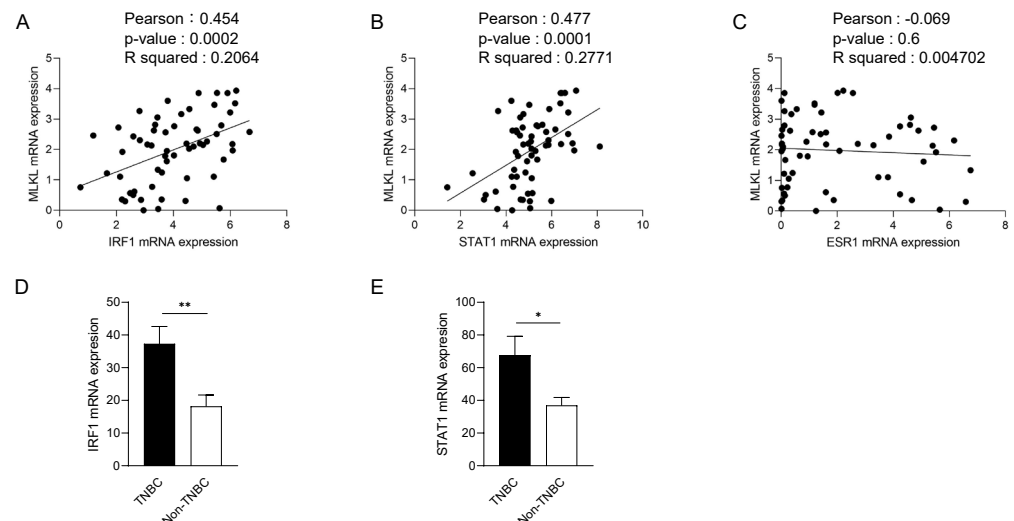 A
Pearson : 0.454
p-value : 0.0002
R squared : 0.2064
MLKL mRNA expression
5
4
3
2
1
0
0 2 4 6 8
IRF1 mRNA expression
B
Pearson : 0.477
p-value : 0.0001
R squared : 0.2771
MLKL mRNA expression
5
4
3
2
1
0
0 2 4 6 8 10
STAT1 mRNA expression
C
Pearson : -0.069
p-value : 0.6
R squared : 0.004702
MLKL mRNA expression
5
4
3
2
1
0
0 2 4 6 8
ESR1 mRNA expression
D
IRF1 mRNA expresion
50
40
30
20
10
0
**
TNBC
Non-TNBC
E
STAT1 mRNA expresion
100
80
60
40
20
0
*
TNBC
Non-TNBC